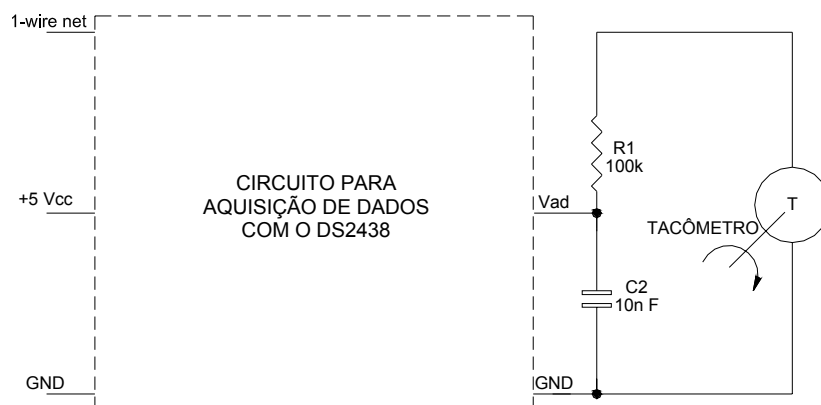 1-wire net
+5 Vcc
GND
CIRCUITO PARA
AQUISIÇÃO DE DADOS
COM O DS2438
Vad
GND
R1
100k
C2
10n F
TACÔMETRO
T